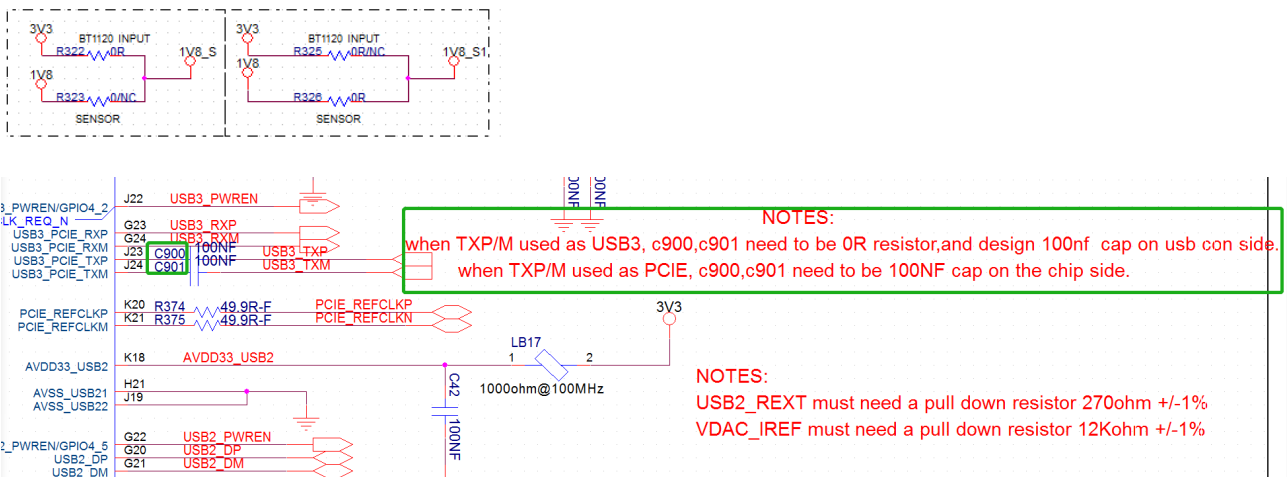 3V3 3V3
BT1120 INPUT BT1120 INPUT
R322 0R 1V8_S R325 0R/NC 1V8_S1
1V8 1V8
R323 0/NC R326 0R
SENSOR SENSOR
J22 USB3_PWREN
3_PWREN/GPIO4_2
LK_REQ_N
G23 USB3_RXP
USB3_PCIE_RXP
G24 USB3_RXM
USB3_PCIE_RXM
J23 C900 100NF USB3_TXP
USB3_PCIE_TXP
J24 C901 100NF USB3_TXM
USB3_PCIE_TXM
00NF 00NF
NOTES:
when TXP/M used as USB3, c900,c901 need to be 0R resistor,and design 100nf cap on usb con side.
when TXP/M used as PCIE, c900,c901 need to be 100NF cap on the chip side.
K20 R374 49.9R-F PCIE_REFCLKP
PCIE_REFCLKP
K21 R375 49.9R-F PCIE_REFCLKN
PCIE_REFCLKM
3V3
LB17
1 2
1000ohm@100MHz
K18 AVDD33_USB2
AVDD33_USB2
C42
100NF
H21
AVSS_USB21
J19
AVSS_USB22
NOTES:
USB2_REXT must need a pull down resistor 270ohm +/-1%
VDAC_IREF must need a pull down resistor 12Kohm +/-1%
G22 USB2_PWREN
2_PWREN/GPIO4_5
G20 USB2_DP
USB2_DP
G21 USB2_DM
USB2_DM